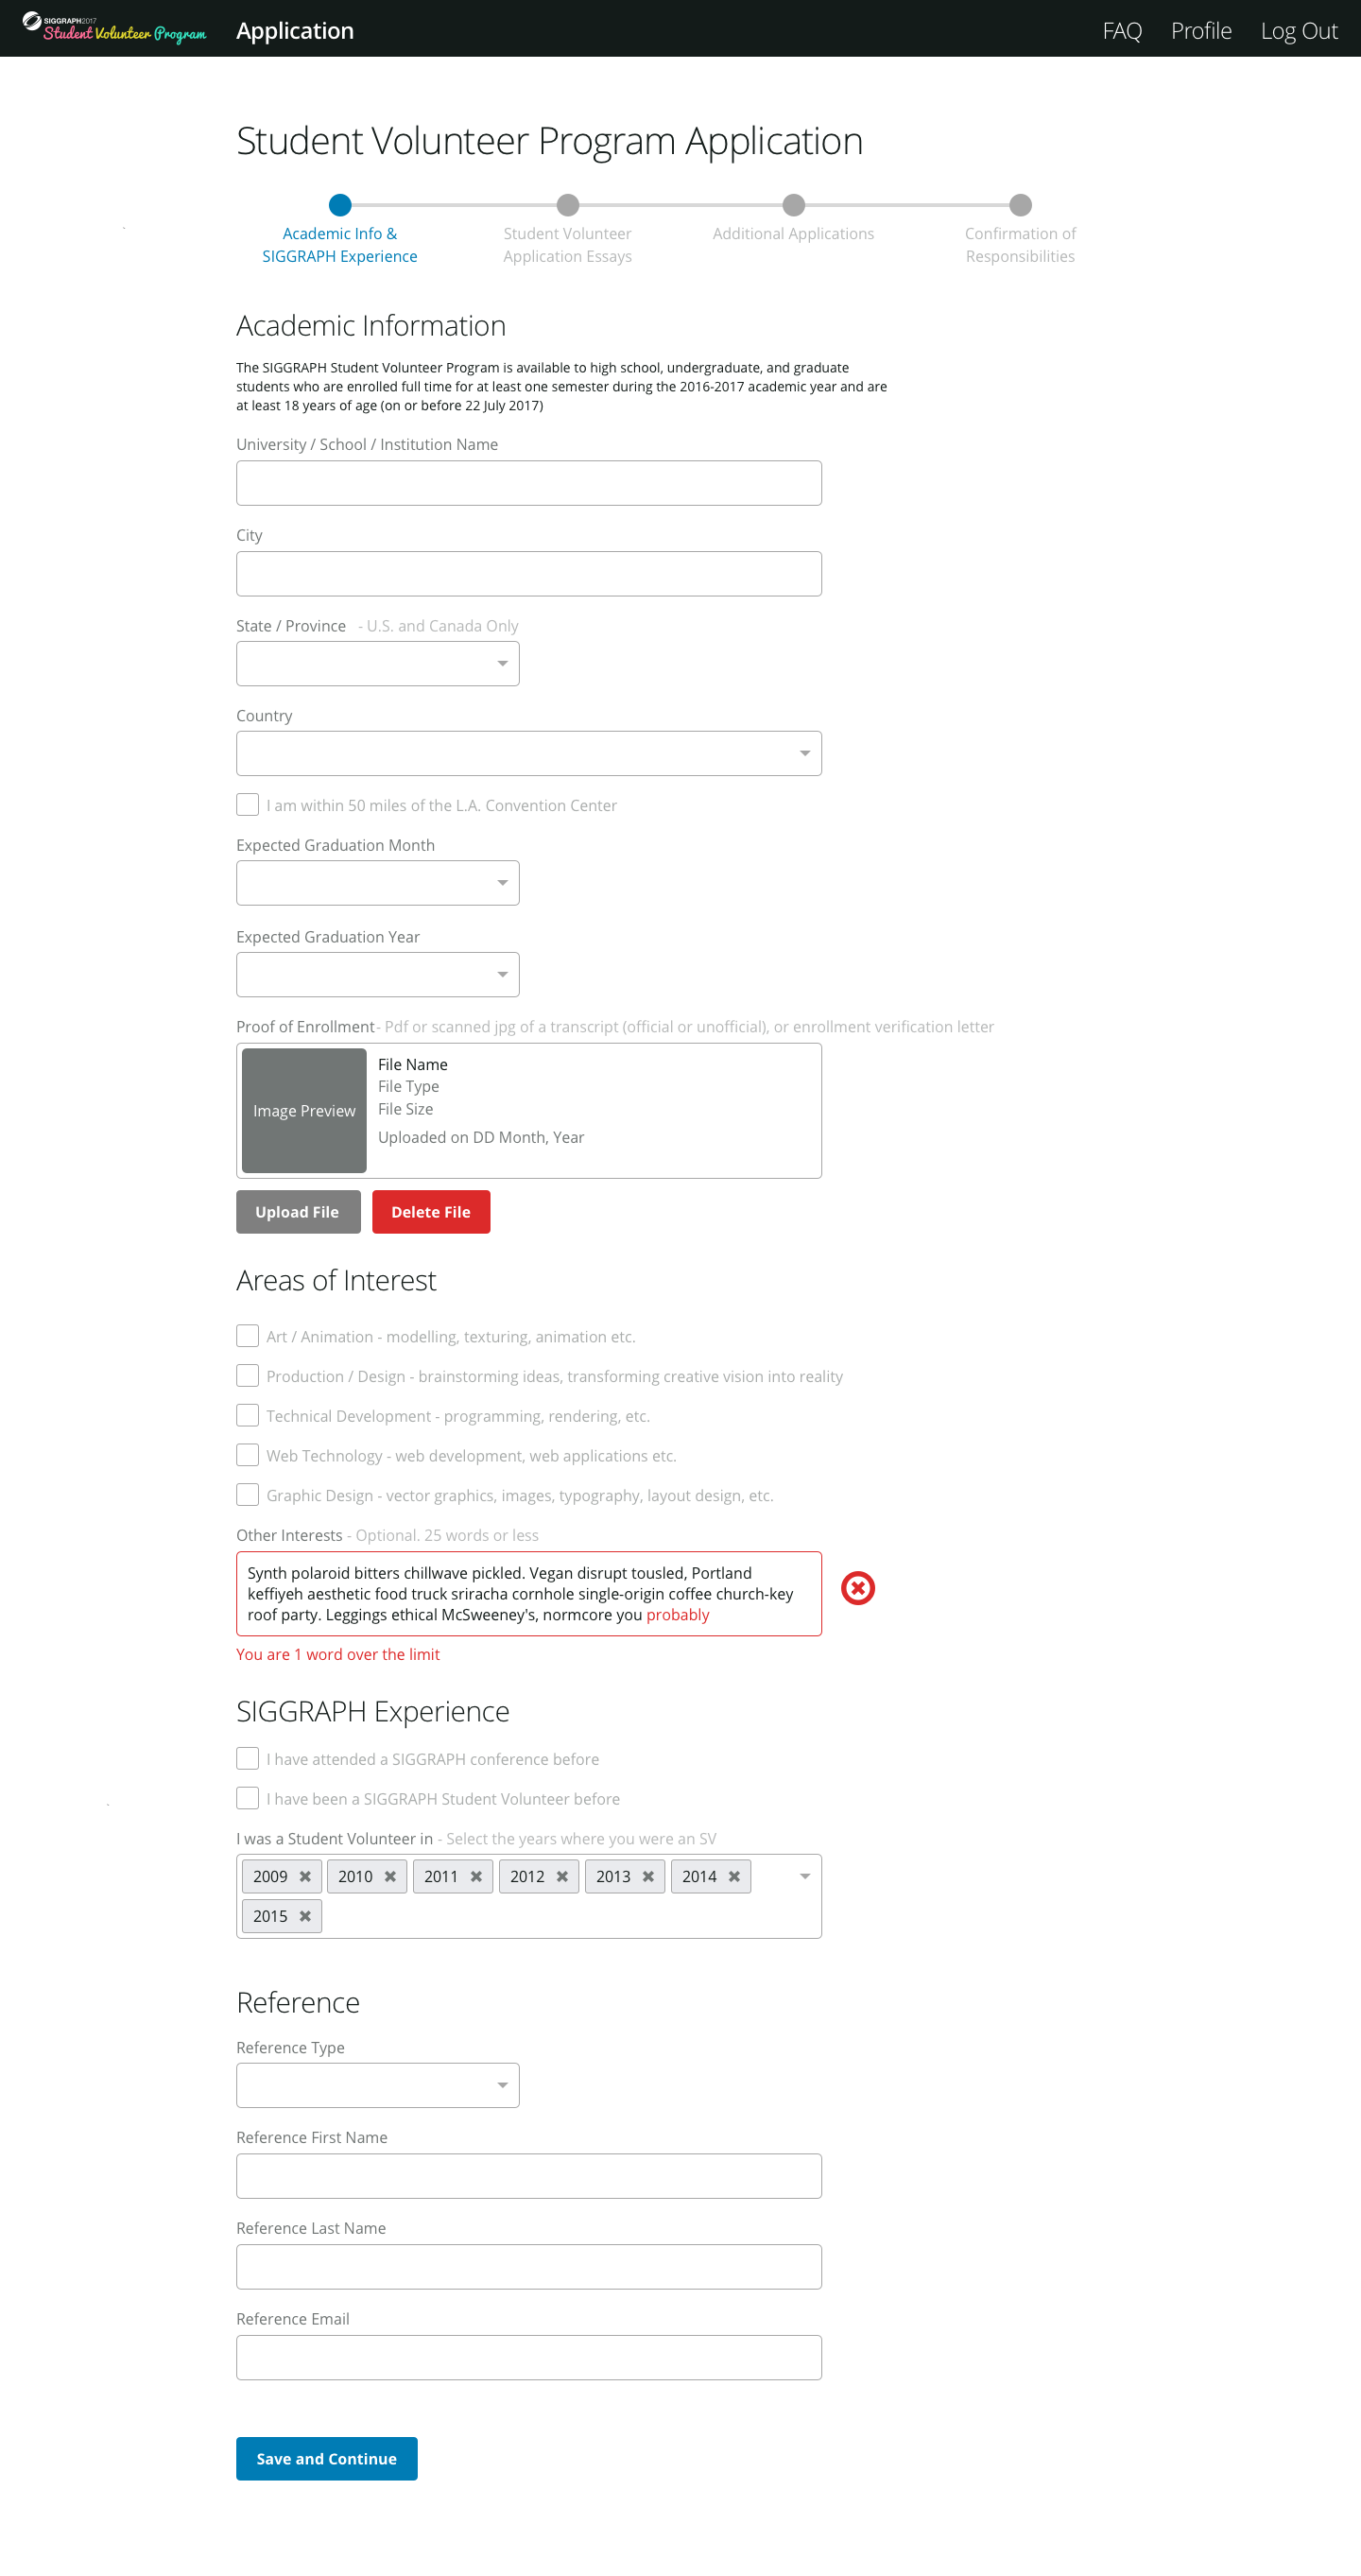 SIGGRAPH2017
Student Volunteer Program
Application
FAQ
Profile
Log Out
Student Volunteer Program Application
Academic Info &
SIGGRAPH Experience
Student Volunteer
Application Essays
Additional Applications
Confirmation of
Responsibilities
Academic Information
The SIGGRAPH Student Volunteer Program is available to high school, undergraduate, and graduate
students who are enrolled full time for at least one semester during the 2016-2017 academic year and are
at least 18 years of age (on or before 22 July 2017)
University / School / Institution Name
City
State / Province - U.S. and Canada Only
Country
I am within 50 miles of the L.A. Convention Center
Expected Graduation Month
Expected Graduation Year
Proof of Enrollment - Pdf or scanned jpg of a transcript (official or unofficial), or enrollment verification letter
Image Preview
File Name
File Type
File Size
Uploaded on DD Month, Year
Upload File
Delete File
Areas of Interest
Art / Animation - modelling, texturing, animation etc.
Production / Design - brainstorming ideas, transforming creative vision into reality
Technical Development - programming, rendering, etc.
Web Technology - web development, web applications etc.
Graphic Design - vector graphics, images, typography, layout design, etc.
Other Interests - Optional. 25 words or less
Synth polaroid bitters chillwave pickled. Vegan disrupt tousled, Portland
keffiyeh aesthetic food truck sriracha cornhole single-origin coffee church-key
roof party. Leggings ethical McSweeney's, normcore you probably
You are 1 word over the limit
SIGGRAPH Experience
I have attended a SIGGRAPH conference before
I have been a SIGGRAPH Student Volunteer before
I was a Student Volunteer in - Select the years where you were an SV
2009 2010 2011 2012 2013 2014
2015
Reference
Reference Type
Reference First Name
Reference Last Name
Reference Email
Save and Continue